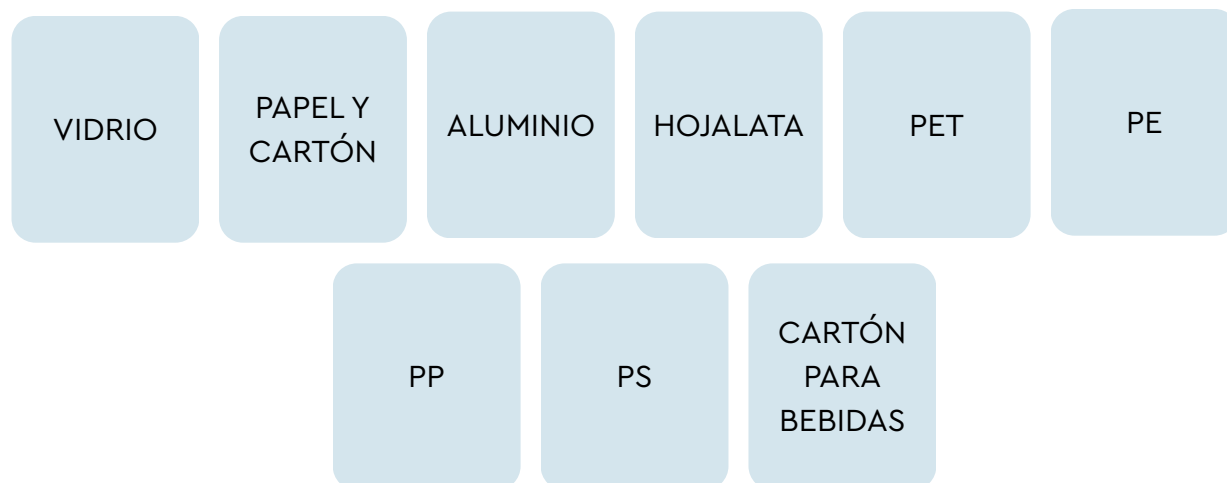 VIDRIO
PAPEL Y
CARTÓN
ALUMINIO
HOJALATA
PET
PE
PP
PS
CARTÓN
PARA
BEBIDAS